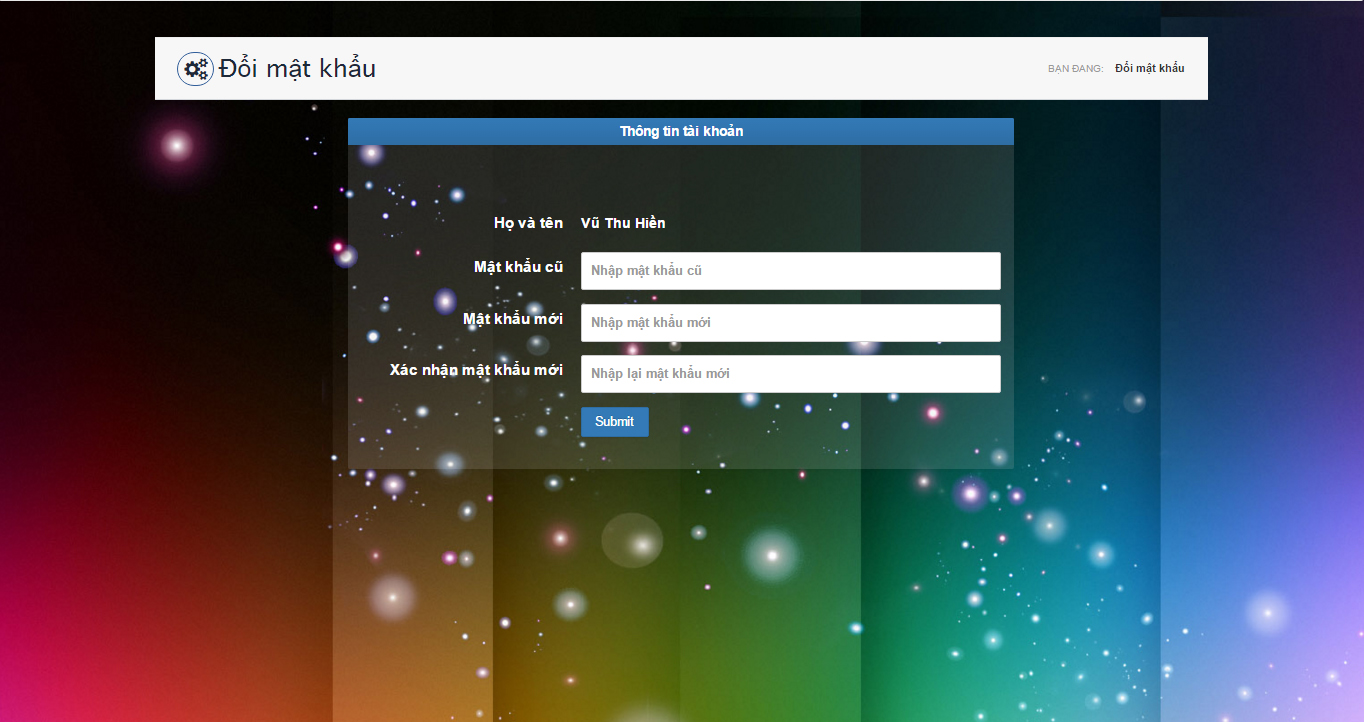 Đổi mật khẩu
BẠN ĐANG: Đổi mật khẩu
Thông tin tài khoản
Họ và tên Vũ Thu Hiền
Mật khẩu cũ Nhập mật khẩu cũ
Mật khẩu mới Nhập mật khẩu mới
Xác nhận mật khẩu mới Nhập lại mật khẩu mới
Submit